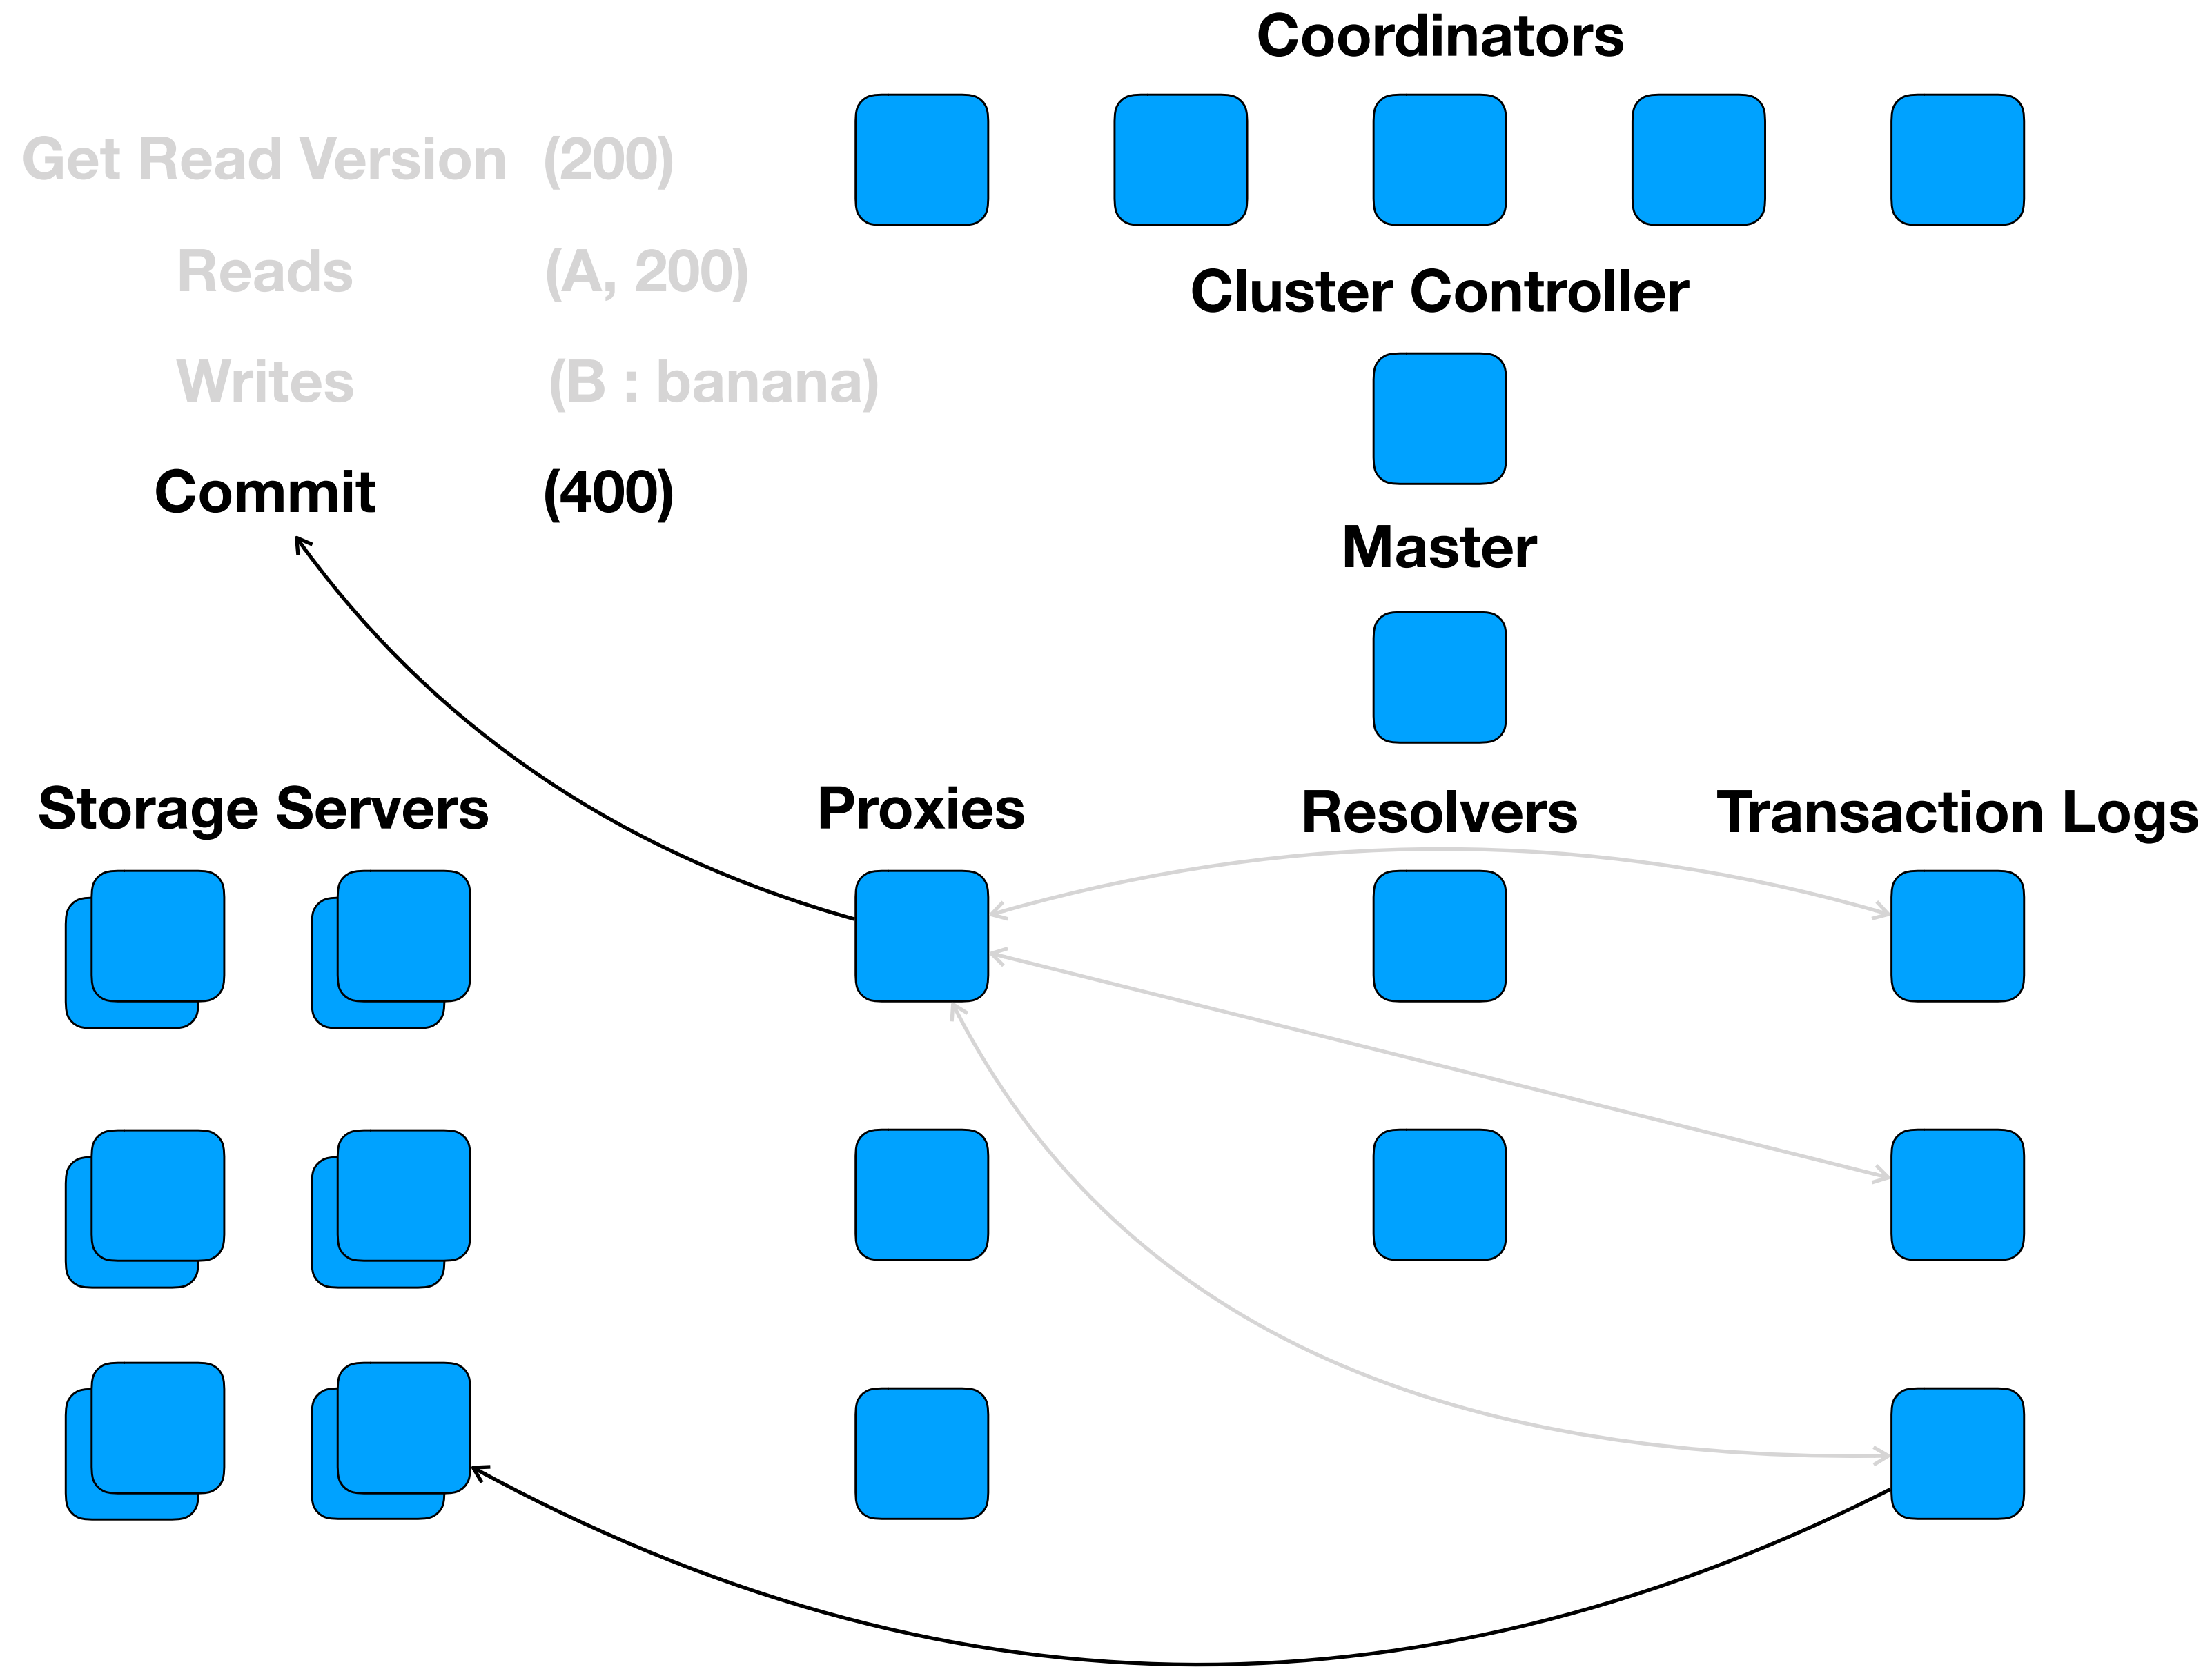 Coordinators
Get Read Version (200)
Reads (A, 200)
Cluster Controller
Writes (B : banana)
Commit (400)
Master
Storage Servers
Proxies
Resolvers
Transaction Logs